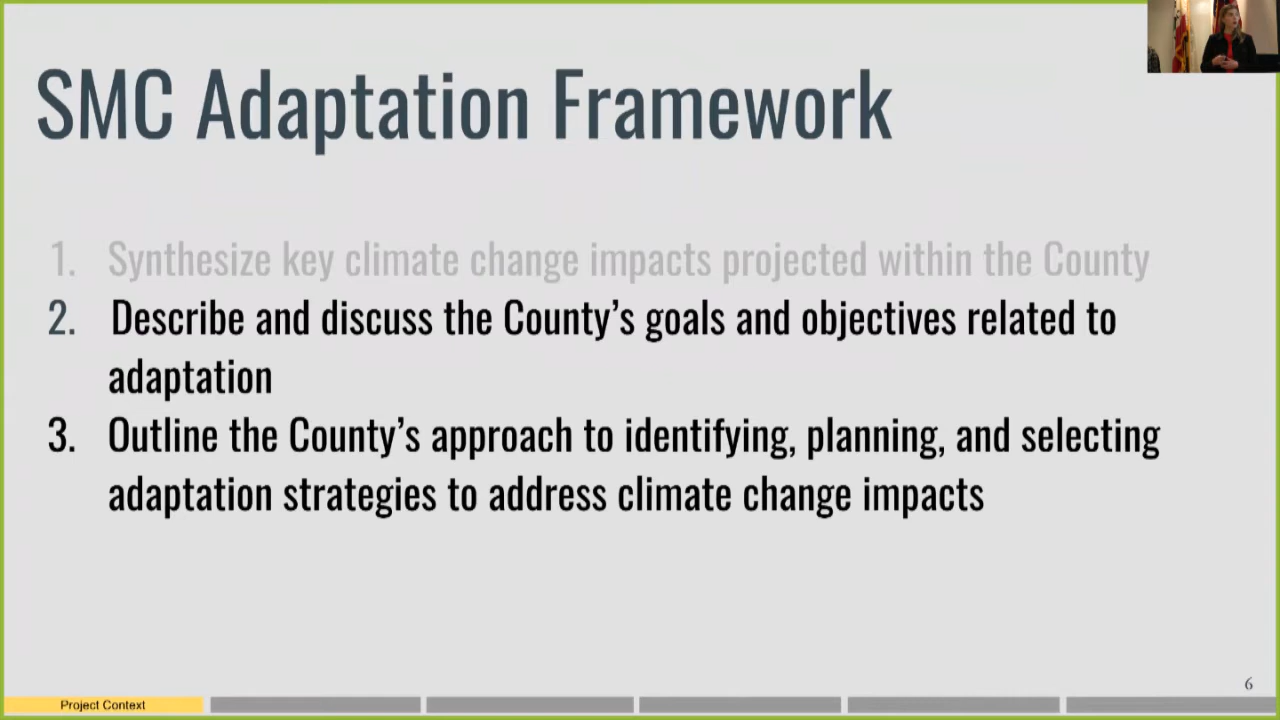 SMC Adaptation Framework
1. Synthesize key climate change impacts projected within the County
2. Describe and discuss the County's goals and objectives related to
adaptation
3. Outline the County's approach to identifying, planning, and selecting
adaptation strategies to address climate change impacts
6
Project Context